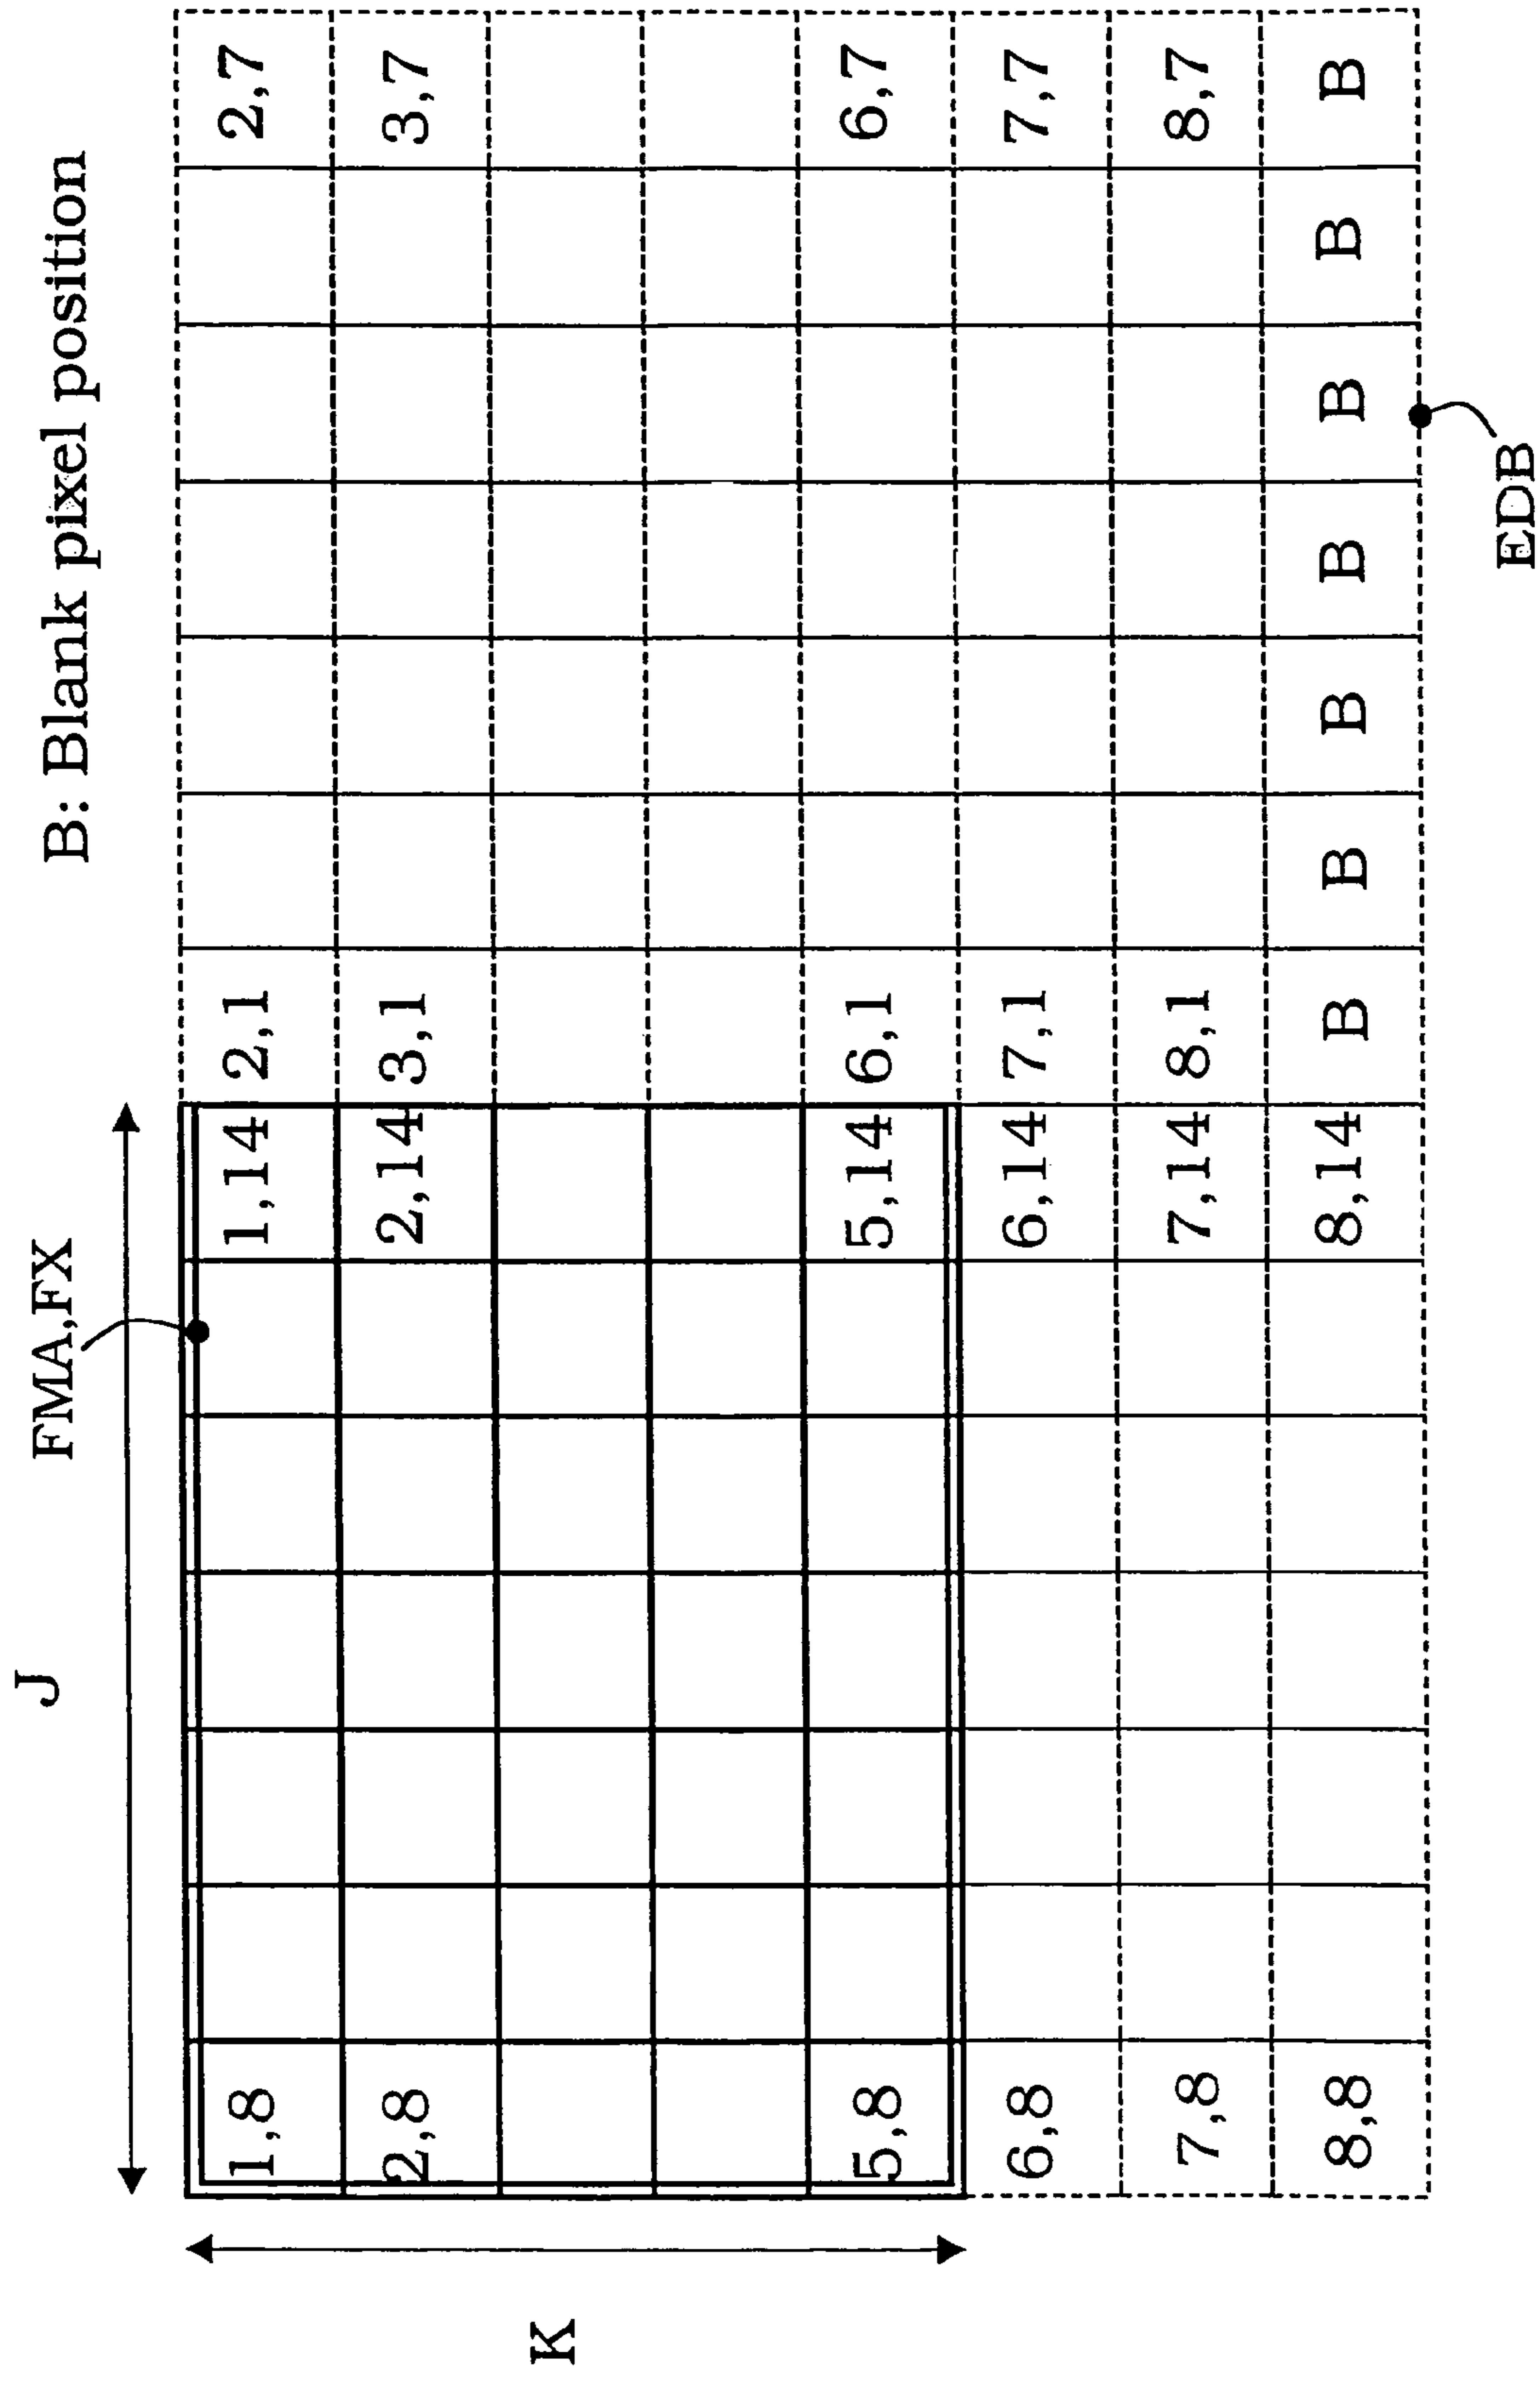 B: Blank pixel position
FMA,FX
J
K
1,8 1,14 2,1 2,7
2,8 2,14 3,1 3,7
5,8 5,14 6,1 6,7
6,8 6,14 7,1 7,7
7,8 7,14 8,1 8,7
8,8 8,14 B B B B B B B
EDB